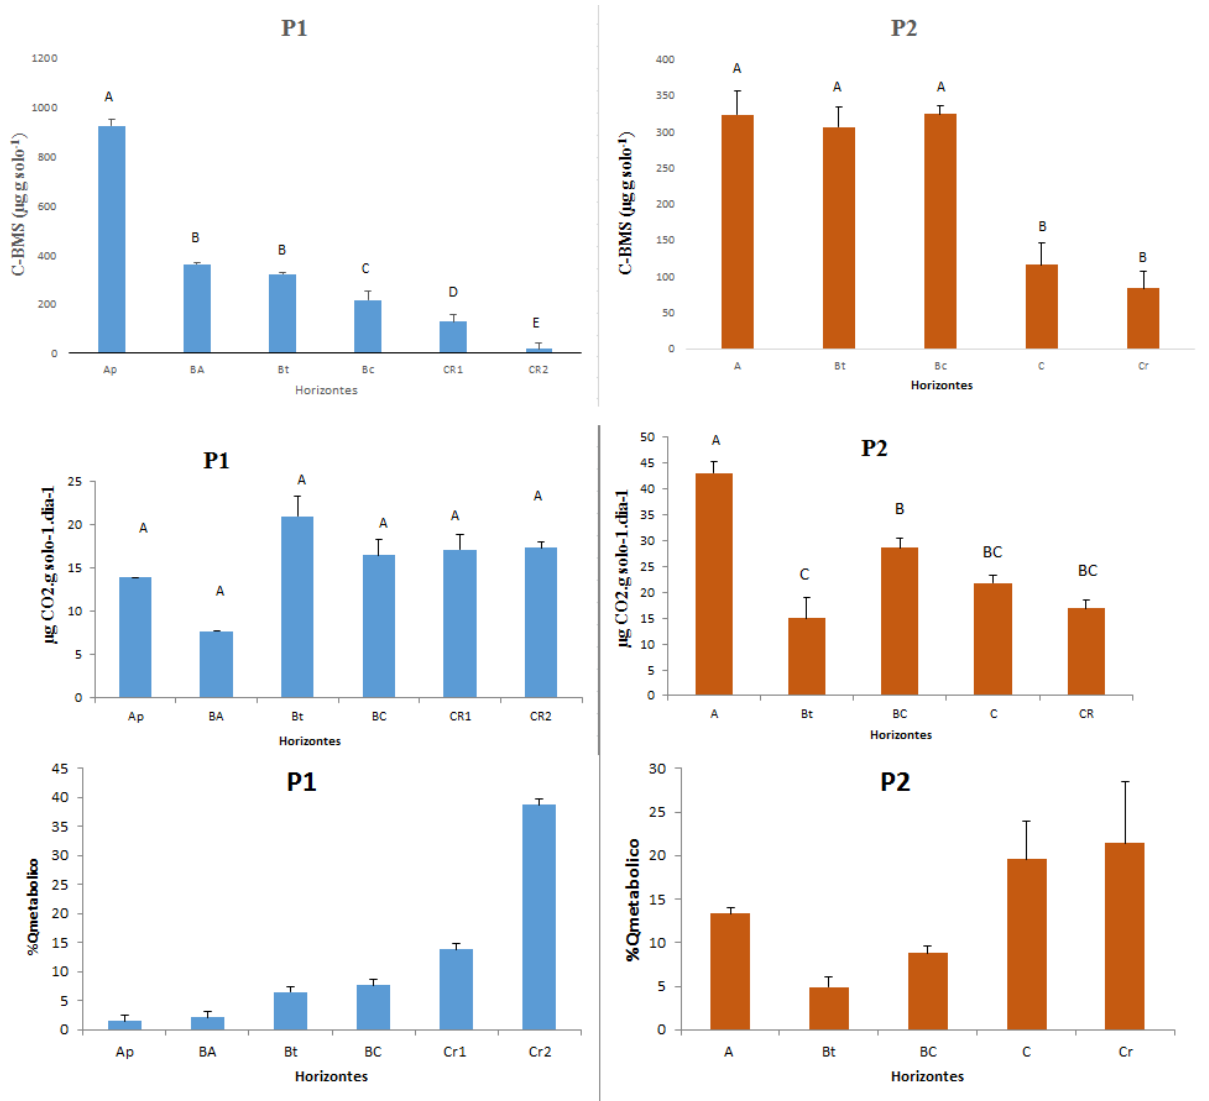 P1
C-BMS (µg g solo⁻¹)
1200
1000
800
600
400
200
0
A
B
B
C
D
E
Ap BA Bt Bc CR1 CR2
Horizontes
P2
C-BMS (µg g solo⁻¹)
400
350
300
250
200
150
100
50
0
A
A
A
B
B
A Bt Bc C Cr
Horizontes
P1
µg CO2.g solo-1.dia-1
25
20
15
10
5
0
A
A
A
A
A
A
Ap BA Bt BC CR1 CR2
Horizontes
P2
µg CO2.g solo-1.dia-1
50
45
40
35
30
25
20
15
10
5
0
A
C
B
BC
BC
A Bt BC C CR
Horizontes
P1
%Qmetabolico
45
40
35
30
25
20
15
10
5
0
Ap BA Bt BC Cr1 Cr2
Horizontes
P2
%Qmetabolico
30
25
20
15
10
5
0
A Bt BC C Cr
Horizontes